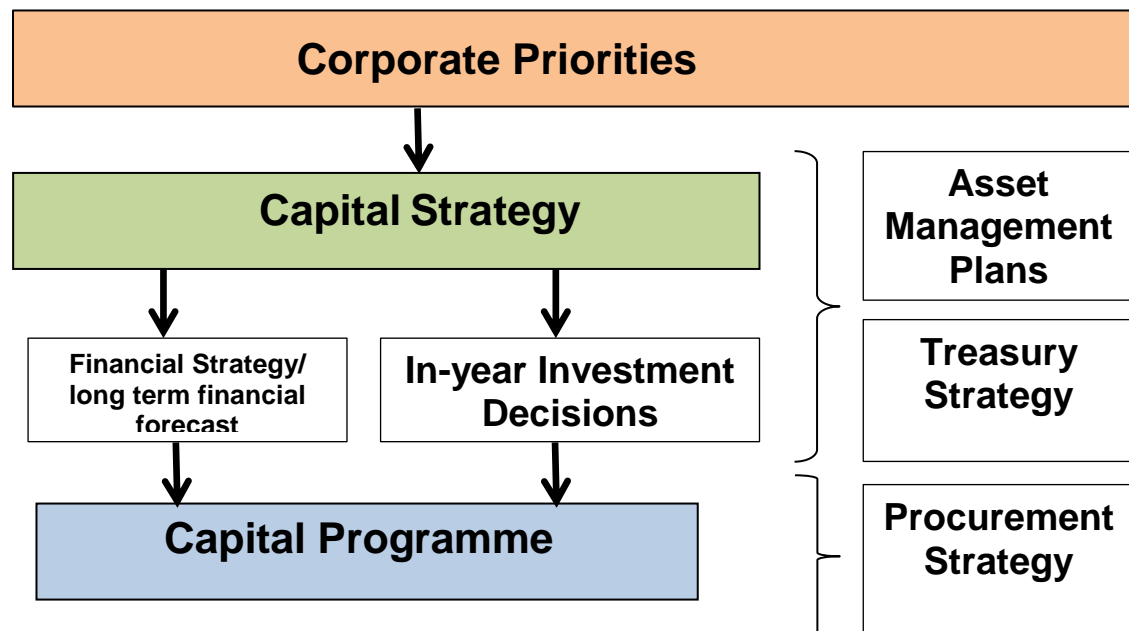 Corporate Priorities
Capital Strategy
Asset
Management
Plans
Financial Strategy/
long term financial
forecast
In-year Investment
Decisions
Treasury
Strategy
Capital Programme
Procurement
Strategy